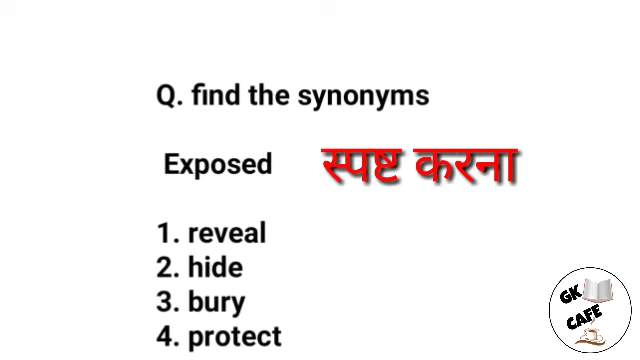 Q. find the synonyms
Exposed स्पष्ट करना
1. reveal
2. hide
3. bury
4. protect
GK
CAFE